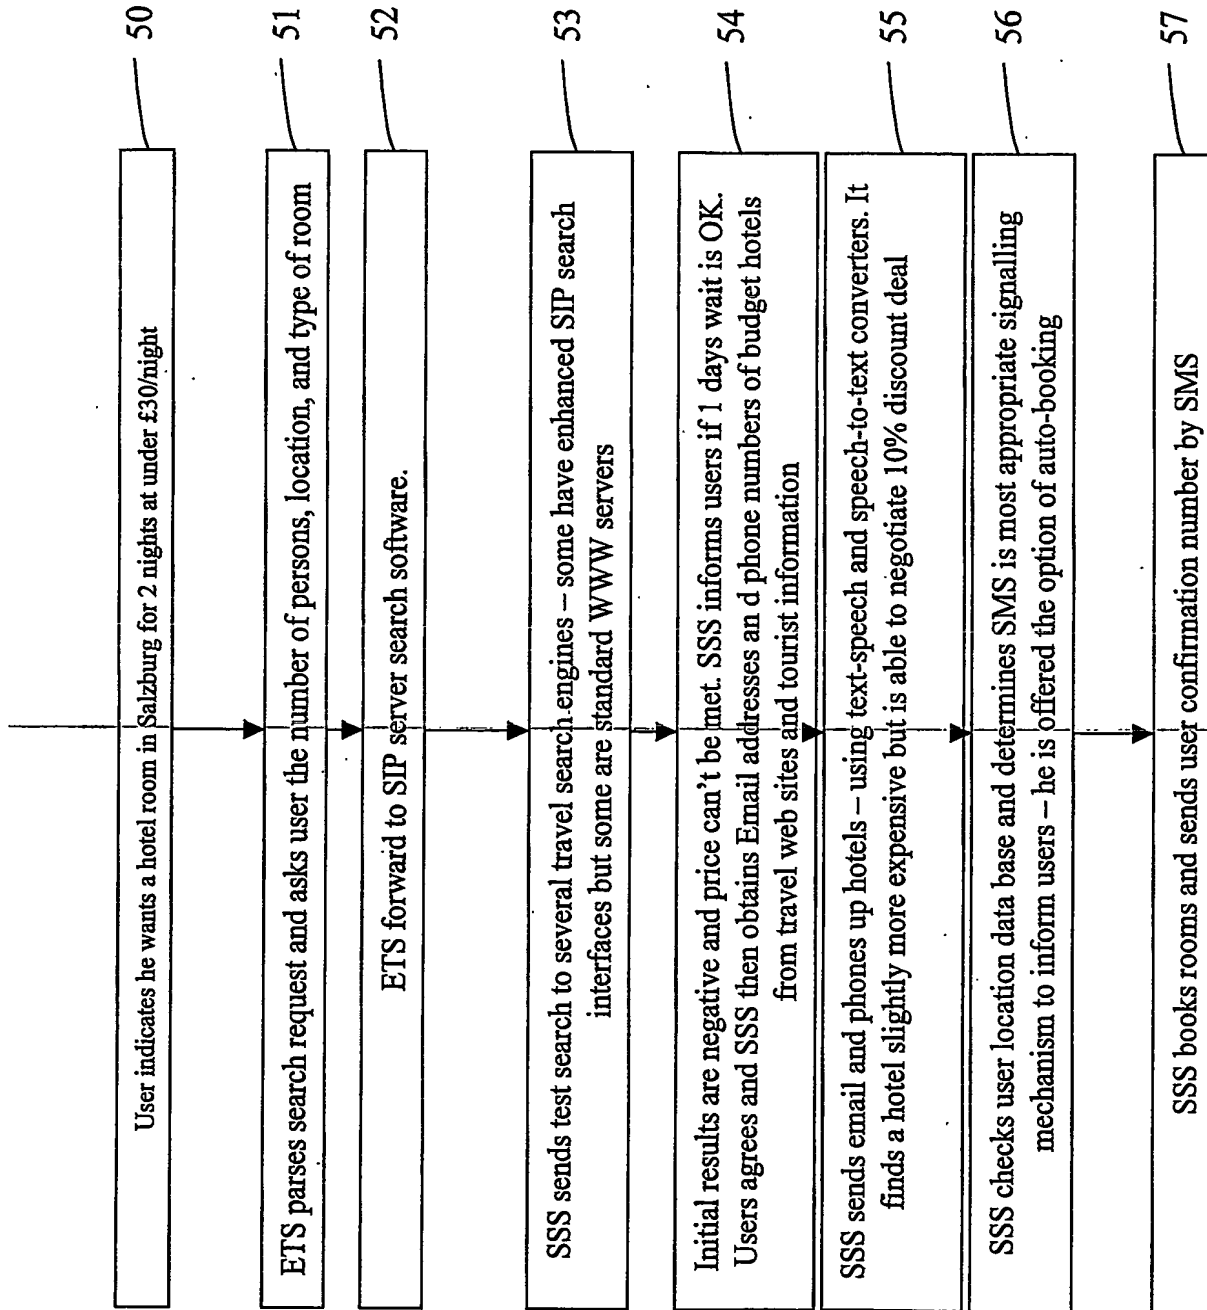 User indicates he wants a hotel room in Salzburg for 2 nights at under £30/night
50
ETS parses search request and asks user the number of persons, location, and type of room
51
ETS forward to SIP server search software.
52
SSS sends test search to several travel search engines – some have enhanced SIP search
interfaces but some are standard WWW servers
53
Initial results are negative and price can't be met. SSS informs users if 1 days wait is OK.
Users agrees and SSS then obtains Email addresses an d phone numbers of budget hotels
from travel web sites and tourist information
54
SSS sends email and phones up hotels – using text-speech and speech-to-text converters. It
finds a hotel slightly more expensive but is able to negotiate 10% discount deal
55
SSS checks user location data base and determines SMS is most appropriate signalling
mechanism to inform users – he is offered the option of auto-booking
56
SSS books rooms and sends user confirmation number by SMS
57